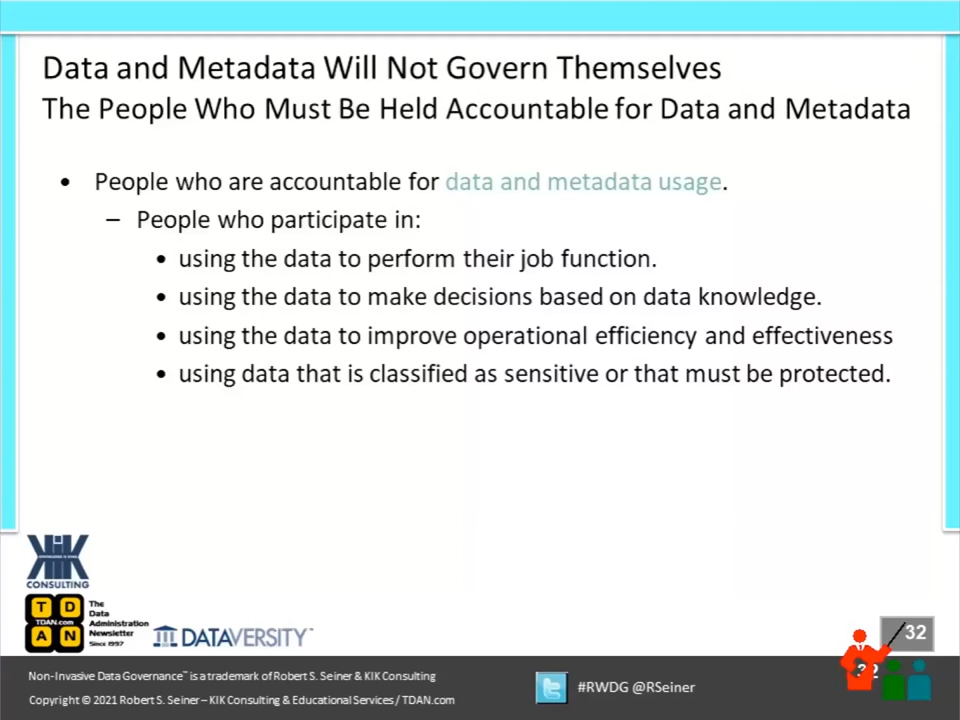 Data and Metadata Will Not Govern Themselves
The People Who Must Be Held Accountable for Data and Metadata
• People who are accountable for data and metadata usage.
– People who participate in:
• using the data to perform their job function.
• using the data to make decisions based on data knowledge.
• using the data to improve operational efficiency and effectiveness
• using data that is classified as sensitive or that must be protected.
KIK
CONSULTING
T D
TDAN.com
A N
The
Data
Administration
Newsletter
Since 1997
DATAVERSITY™
32
32
Non-Invasive Data Governance™ is a trademark of Robert S. Seiner & KIK Consulting
Copyright © 2021 Robert S. Seiner – KIK Consulting & Educational Services / TDAN.com
#RWDG @RSeiner